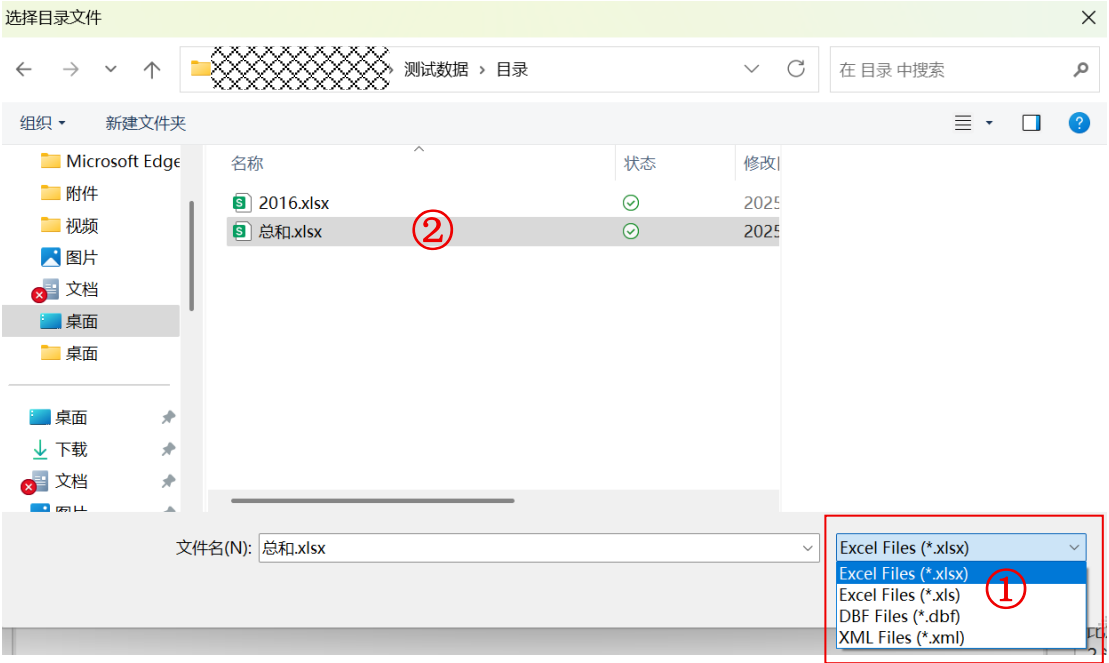 选择目录文件
测试数据 › 目录
在 目录 中搜索
组织
新建文件夹
Microsoft Edge
附件
视频
图片
文档
桌面
桌面
桌面
下载
文档
图片
名称
状态
修改
2016.xlsx
2025
总和.xlsx
2025
②
文件名(N):
总和.xlsx
Excel Files (*.xlsx)
Excel Files (*.xlsx)
Excel Files (*.xls)
DBF Files (*.dbf)
XML Files (*.xml)
①